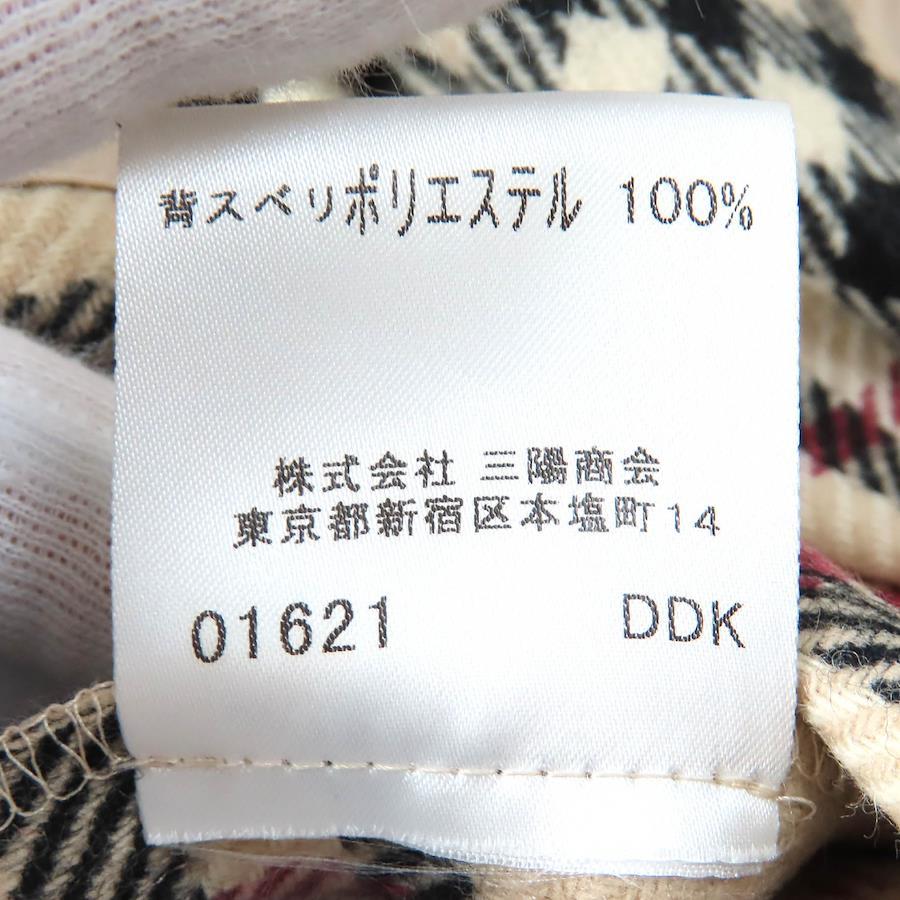 背スベリポリエステル 100%
株式会社 三陽商会
東京都新宿区本塩町14
01621 DDK